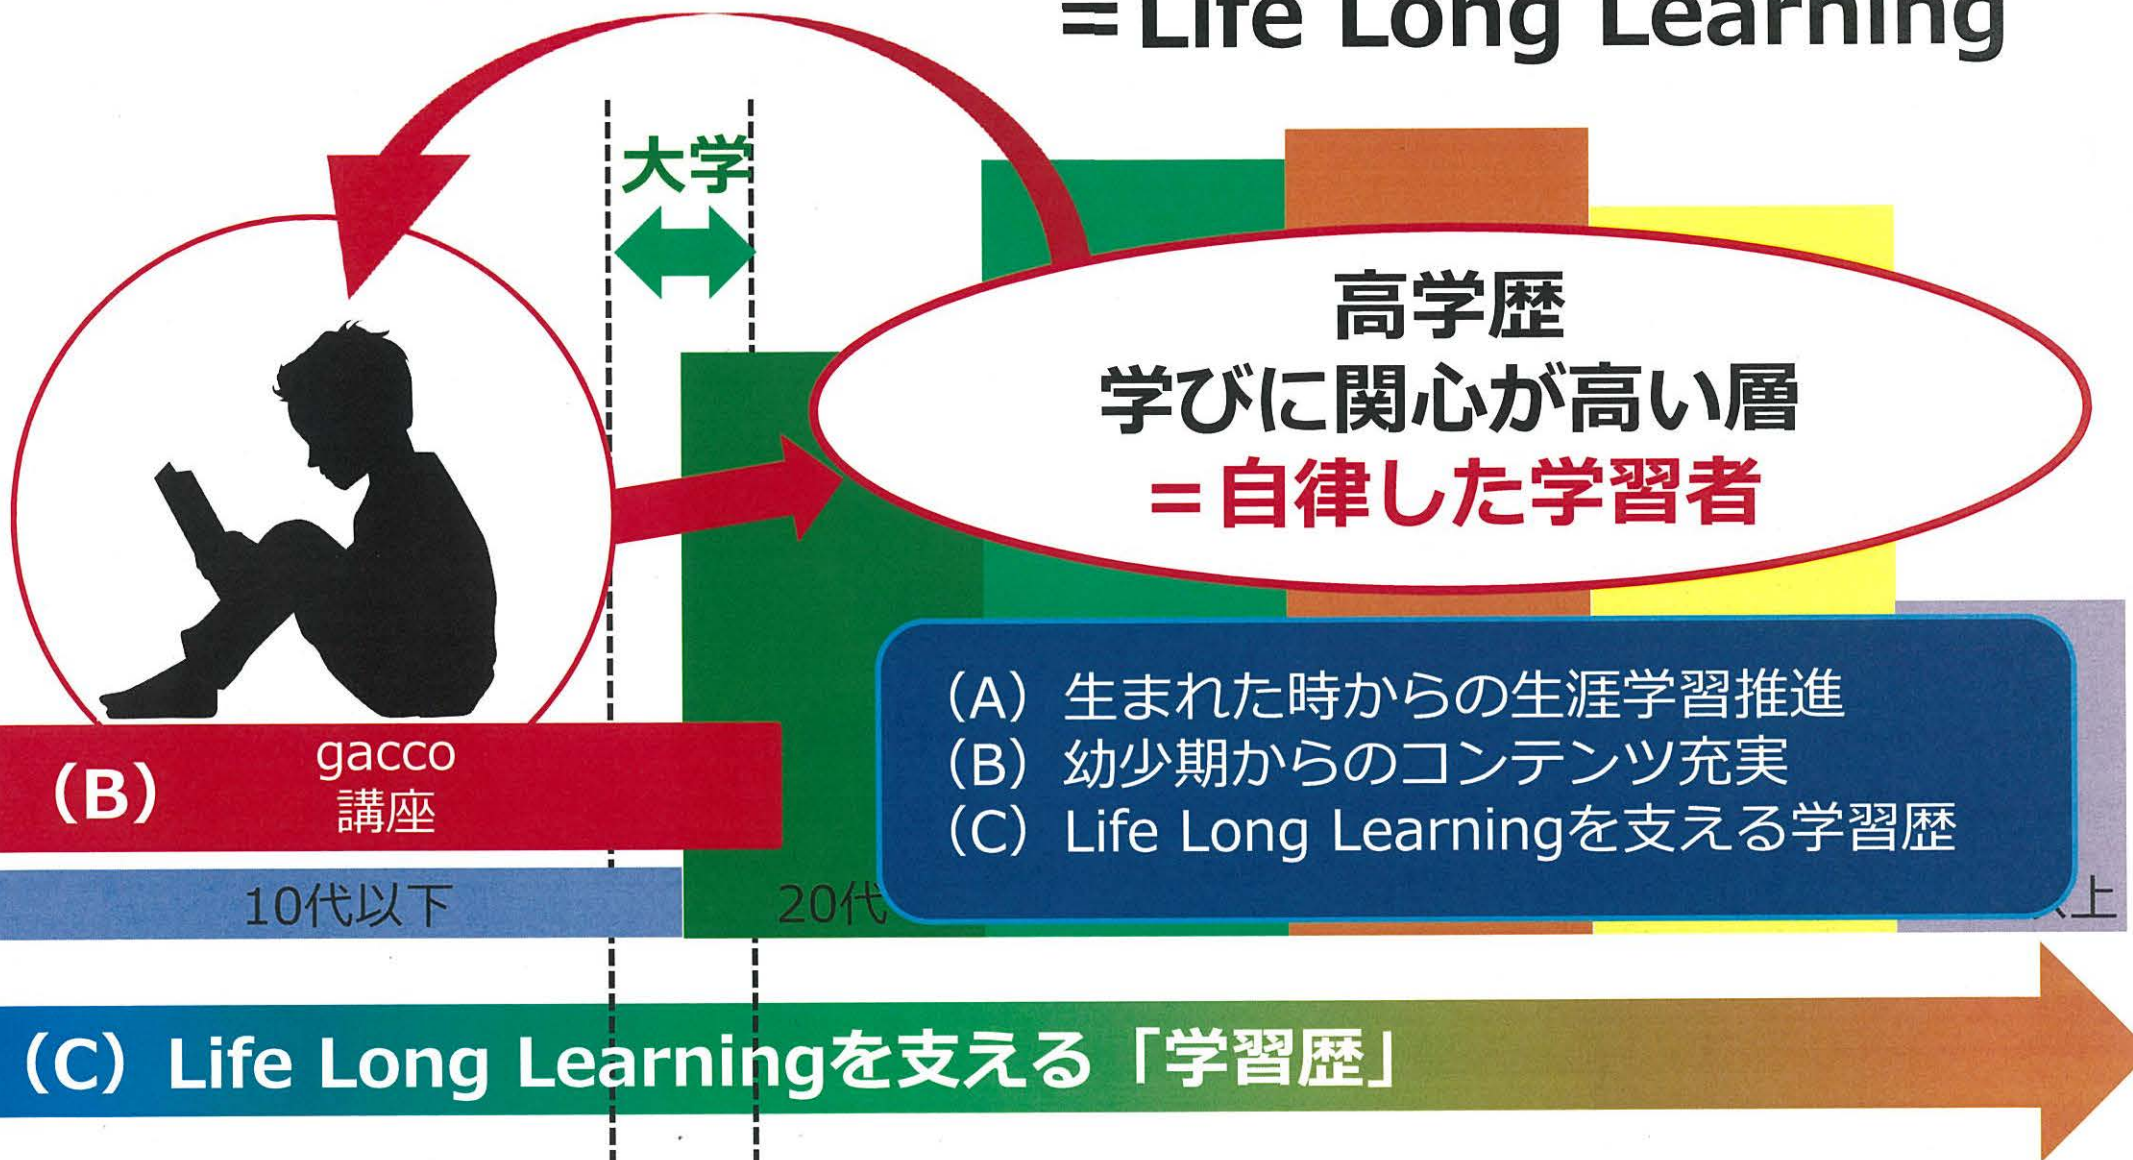 =Life Long Learning
大学
高学歴
学びに関心が高い層
=自律した学習者
(A) 生まれた時からの生涯学習推進
(B) 幼少期からのコンテンツ充実
(C) Life Long Learningを支える学習歴
(B)
gacco
講座
10代以下
20代
上
(C) Life Long Learningを支える「学習歴」